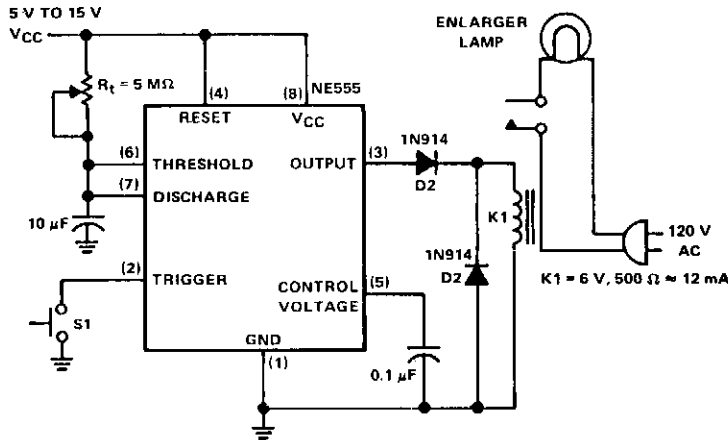 5 V TO 15 V
VCC
Rt = 5 MΩ
(4)
(8)
NE555
RESET
VCC
(6)
THRESHOLD
OUTPUT
(3)
1N914
D2
(7)
DISCHARGE
10 μF
(2)
TRIGGER
S1
CONTROL
VOLTAGE
(5)
GND
(1)
0.1 μF
1N914
D2
K1
ENLARGER
LAMP
120 V
AC
K1 = 6 V, 500 Ω ≈ 12 mA